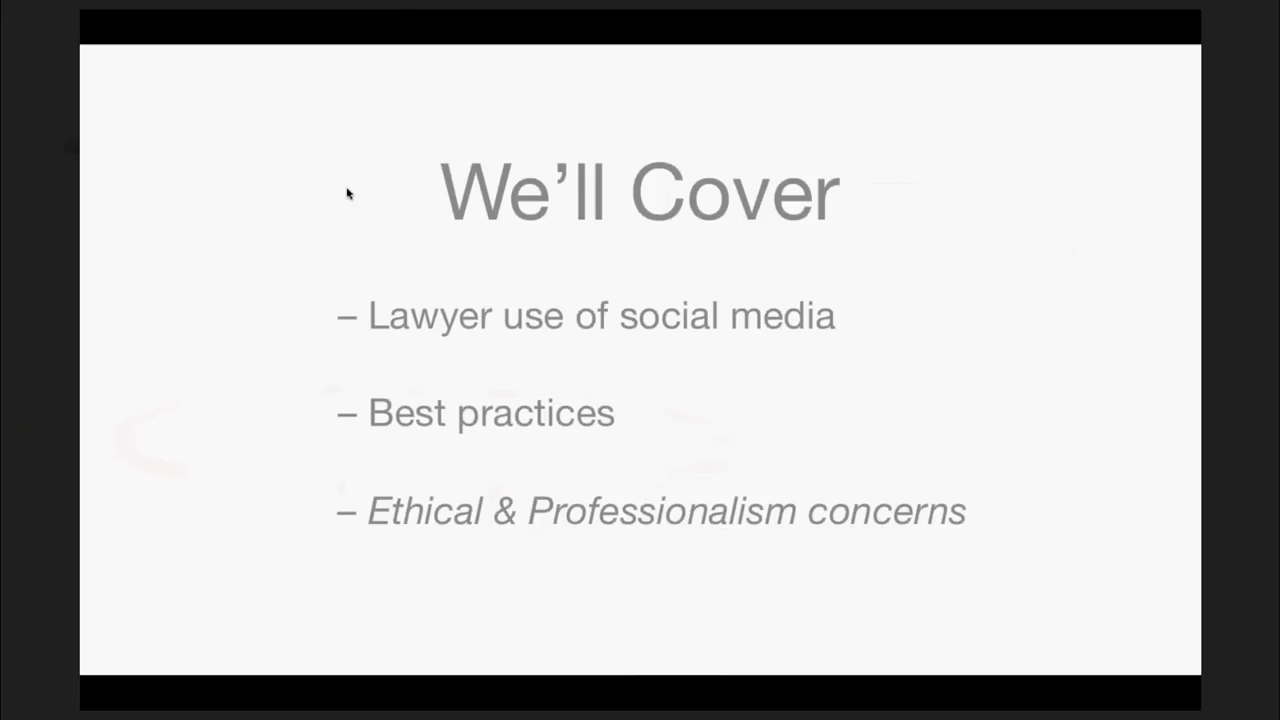 We’ll Cover
– Lawyer use of social media
– Best practices
– Ethical & Professionalism concerns